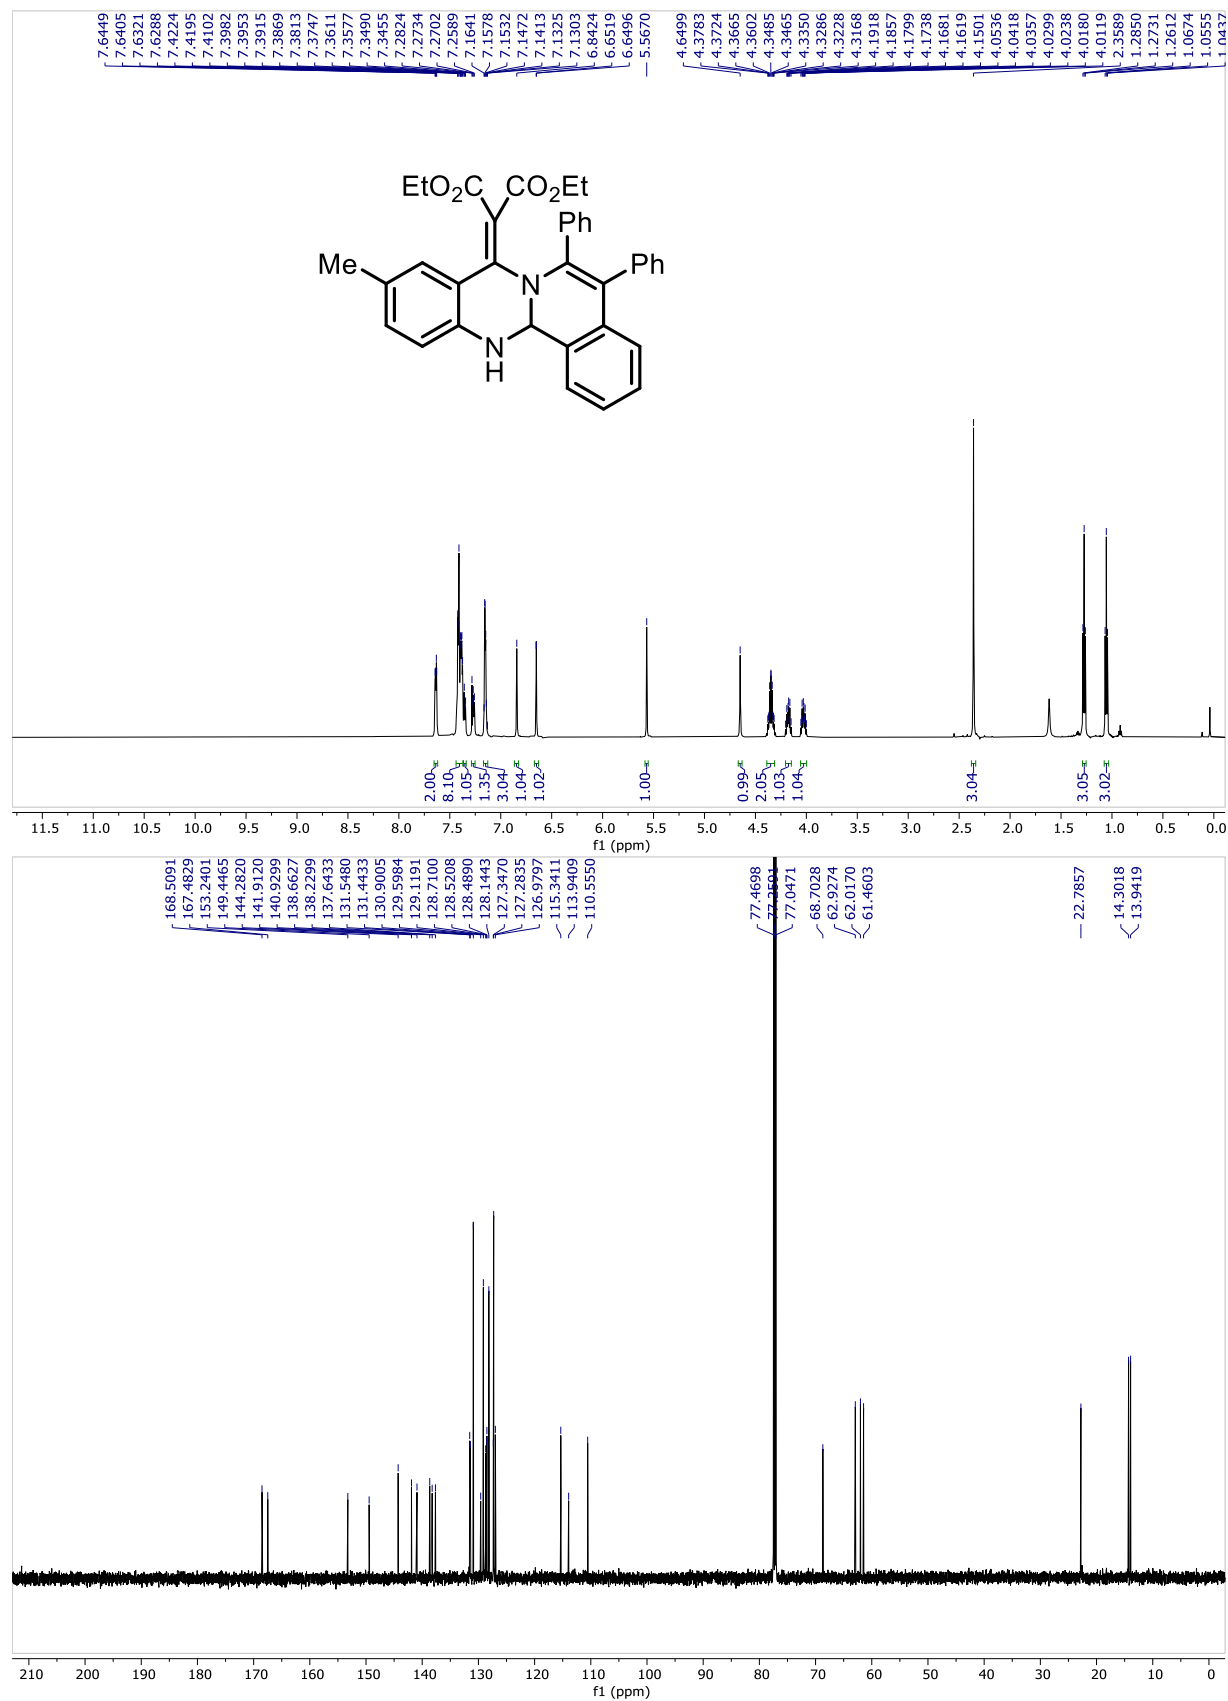 7.6449 7.6405 7.6321 7.6288 7.4224 7.4195 7.4102 7.3982 7.3953 7.3915 7.3869 7.3813 7.3747 7.3611 7.3577 7.3490 7.3455 7.2824 7.2734 7.2702 7.2589 7.1641 7.1578 7.1532 7.1472 7.1413 7.1325 7.1303 6.8424 6.6519 6.6496 5.5670 4.6499 4.3783 4.3724 4.3665 4.3602 4.3485 4.3465 4.3350 4.3286 4.3228 4.3168 4.1918 4.1857 4.1799 4.1738 4.1681 4.1619 4.1501 4.0536 4.0418 4.0357 4.0299 4.0238 4.0180 4.0119 2.3589 1.2850 1.2731 1.2612 1.0674 1.0555 1.0437
EtO2C CO2Et
Ph
Me Ph
N
N
H
2.00 8.10 1.05 1.35 3.04 1.04 1.02 1.00 0.99 2.05 1.03 1.04 3.04 3.05 3.02
11.5 11.0 10.5 10.0 9.5 9.0 8.5 8.0 7.5 7.0 6.5 6.0 5.5 5.0 4.5 4.0 3.5 3.0 2.5 2.0 1.5 1.0 0.5 0.0
f1 (ppm)
168.5091 167.4829 153.2401 149.4465 144.2820 141.9120 140.9299 138.6627 138.2299 137.6433 131.5480 131.4433 130.9005 129.5984 129.1191 128.7100 128.5208 128.4890 128.1443 127.3470 127.2835 126.9797 115.3411 113.9409 110.5550 77.4698 77.2591 77.0471 68.7028 62.9274 62.0170 61.4603 22.7857 14.3018 13.9419
210 200 190 180 170 160 150 140 130 120 110 100 90 80 70 60 50 40 30 20 10 0
f1 (ppm)